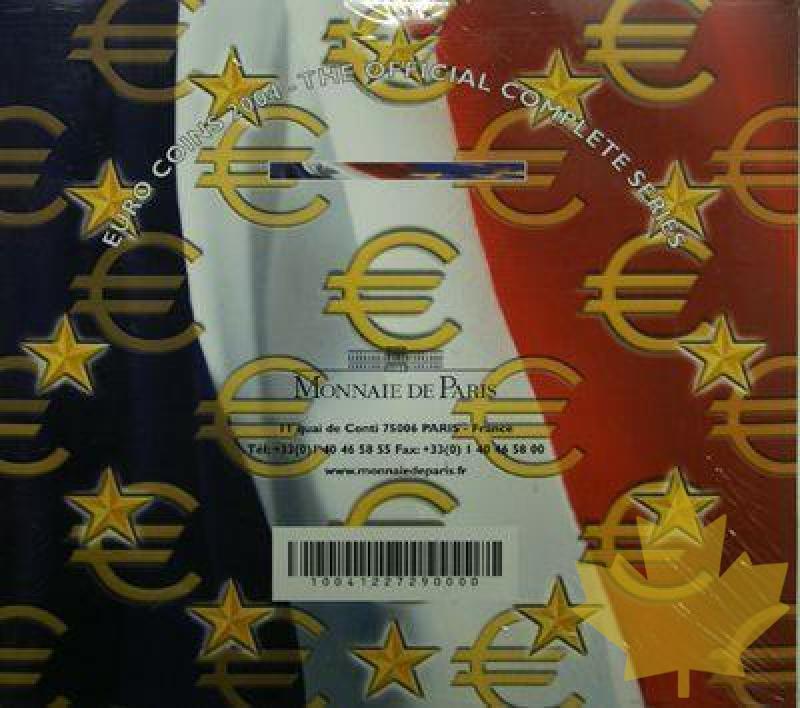 EURO COINS 2001 - THE OFFICIAL COMPLETE SERIES
MONNAIE DE PARIS
11 quai de Conti 75006 PARIS - France
Tél: +33(0)1 40 46 58 55 Fax: +33(0) 1 40 46 58 00
www.monnaiedeparis.fr
10041227290000